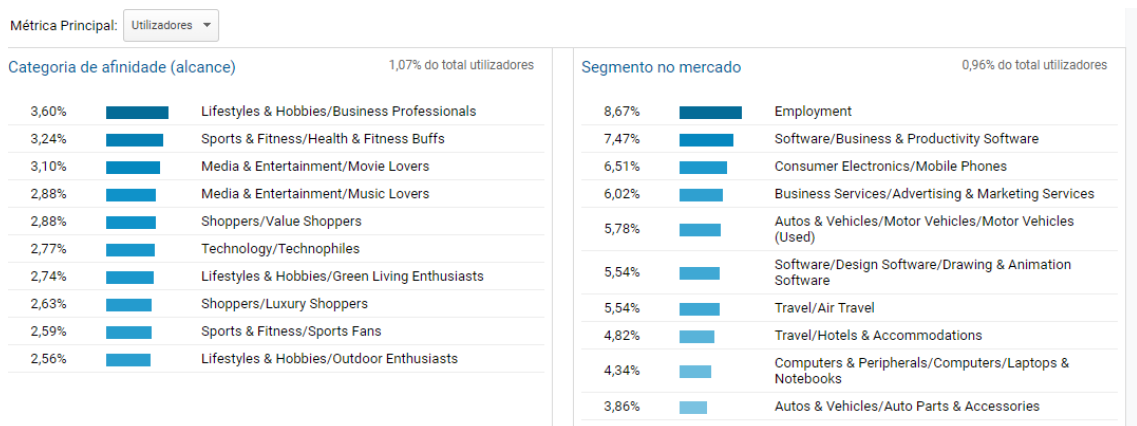 Métrica Principal: Utilizadores
Categoria de afinidade (alcance) 1,07% do total utilizadores
3,60% Lifestyles & Hobbies/Business Professionals
3,24% Sports & Fitness/Health & Fitness Buffs
3,10% Media & Entertainment/Movie Lovers
2,88% Media & Entertainment/Music Lovers
2,88% Shoppers/Value Shoppers
2,77% Technology/Technophiles
2,74% Lifestyles & Hobbies/Green Living Enthusiasts
2,63% Shoppers/Luxury Shoppers
2,59% Sports & Fitness/Sports Fans
2,56% Lifestyles & Hobbies/Outdoor Enthusiasts
Segmento no mercado 0,96% do total utilizadores
8,67% Employment
7,47% Software/Business & Productivity Software
6,51% Consumer Electronics/Mobile Phones
6,02% Business Services/Advertising & Marketing Services
5,78% Autos & Vehicles/Motor Vehicles/Motor Vehicles
(Used)
5,54% Software/Design Software/Drawing & Animation
Software
5,54% Travel/Air Travel
4,82% Travel/Hotels & Accommodations
4,34% Computers & Peripherals/Computers/Laptops &
Notebooks
3,86% Autos & Vehicles/Auto Parts & Accessories